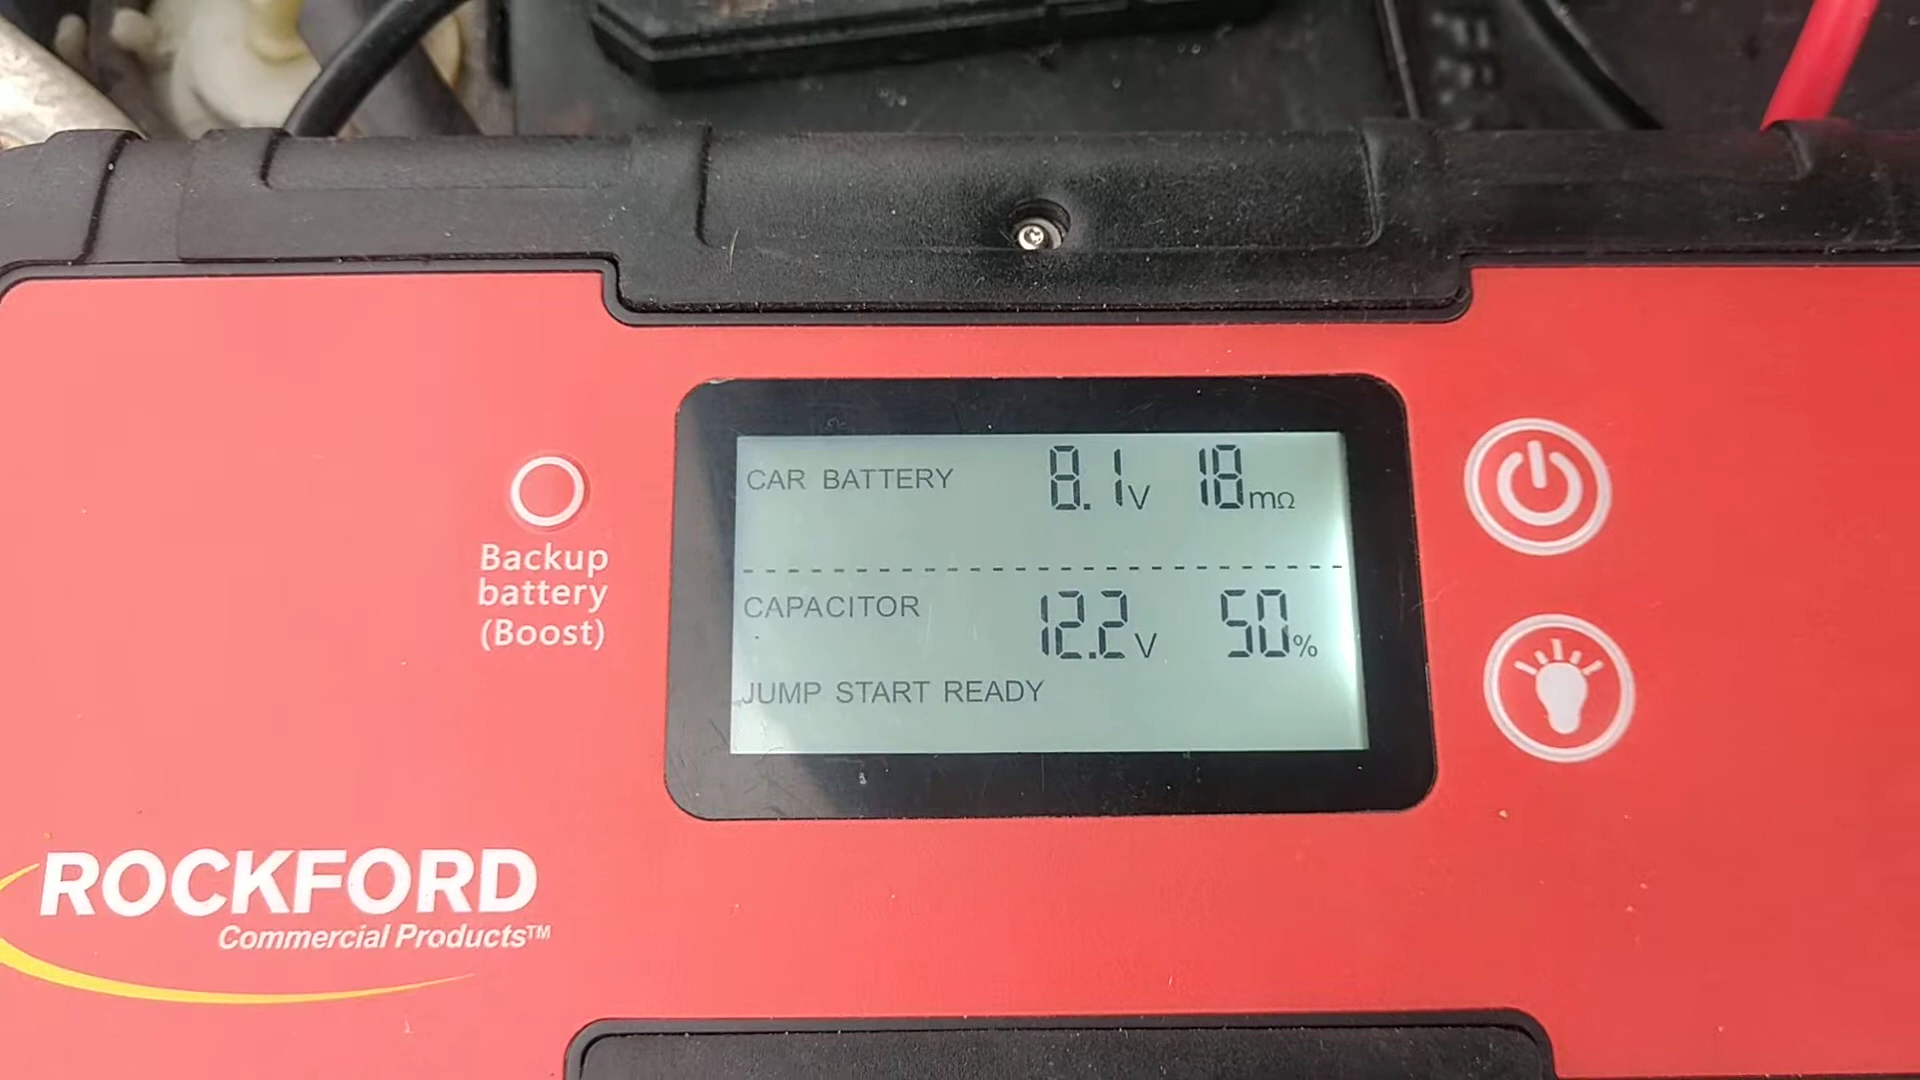 CAR BATTERY 8.1V 18mΩ
CAPACITOR 12.2V 50%
JUMP START READY
Backup
battery
(Boost)
ROCKFORD
Commercial Products™